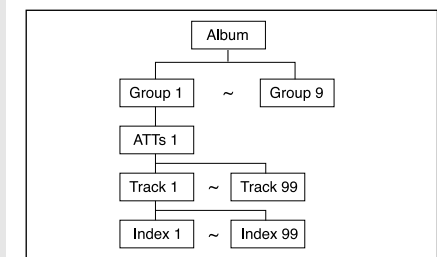 Album
Group 1 ~ Group 9
ATTs 1
Track 1 ~ Track 99
Index 1 ~ Index 99